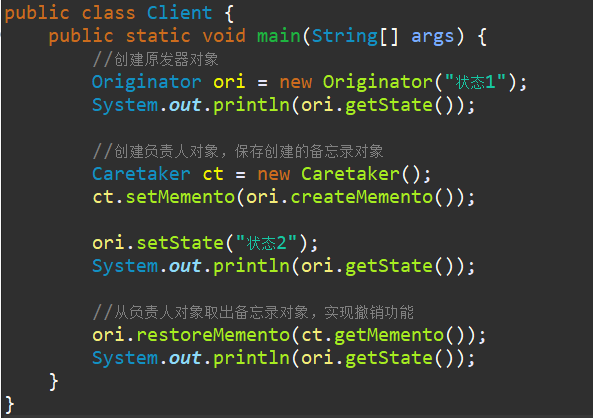 public class Client {
public static void main(String[] args) {
//创建原发器对象
Originator ori = new Originator("状态1");
System.out.println(ori.getState());
//创建负责人对象，保存创建的备忘录对象
Caretaker ct = new Caretaker();
ct.setMemento(ori.createMemento());
ori.setState("状态2");
System.out.println(ori.getState());
//从负责人对象取出备忘录对象，实现撤销功能
ori.restoreMemento(ct.getMemento());
System.out.println(ori.getState());
}
}